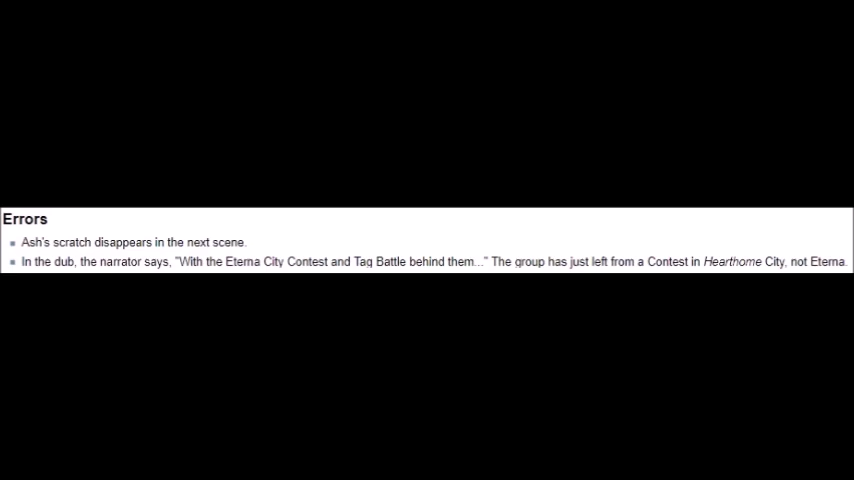 Errors
Ash's scratch disappears in the next scene.
In the dub, the narrator says, "With the Eterna City Contest and Tag Battle behind them..." The group has just left from a Contest in Hearthome City, not Eterna.